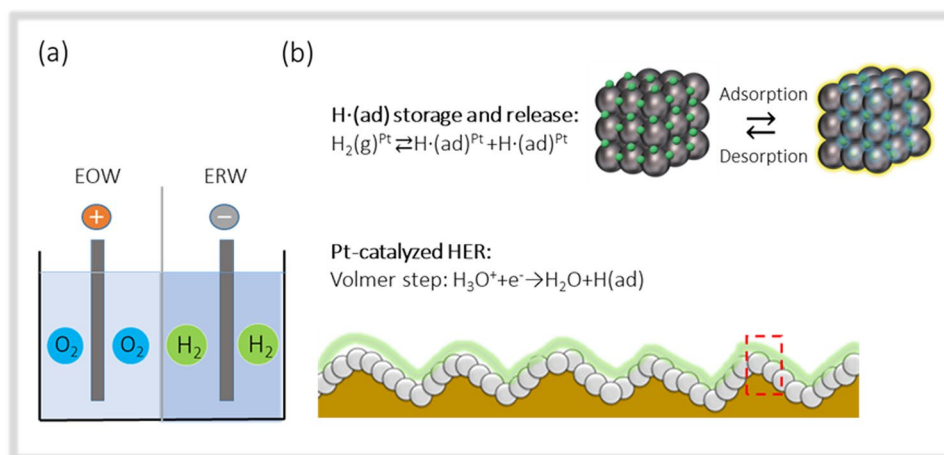 (a)
EOW
ERW
+
−
O₂
O₂
H₂
H₂
(b)
H·(ad) storage and release:
H₂(g)ᴾᵗ⇄H·(ad)ᴾᵗ+H·(ad)ᴾᵗ
Adsorption
⇄
Desorption
Pt-catalyzed HER:
Volmer step: H₃O⁺+e⁻→H₂O+H(ad)